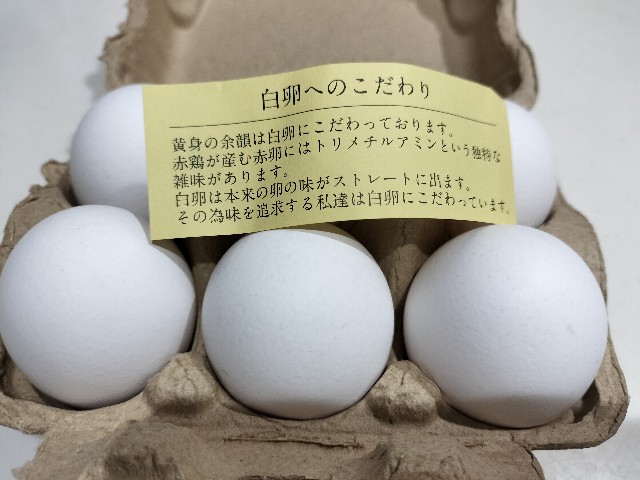 白卵へのこだわり
黄身の余韻は白卵にこだわっております。
赤鶏が産む赤卵にはトリメチルアミンという独特な
雑味があります。
白卵は本来の卵の味がストレートに出ます。
その為味を追求する私達は白卵にこだわっています。